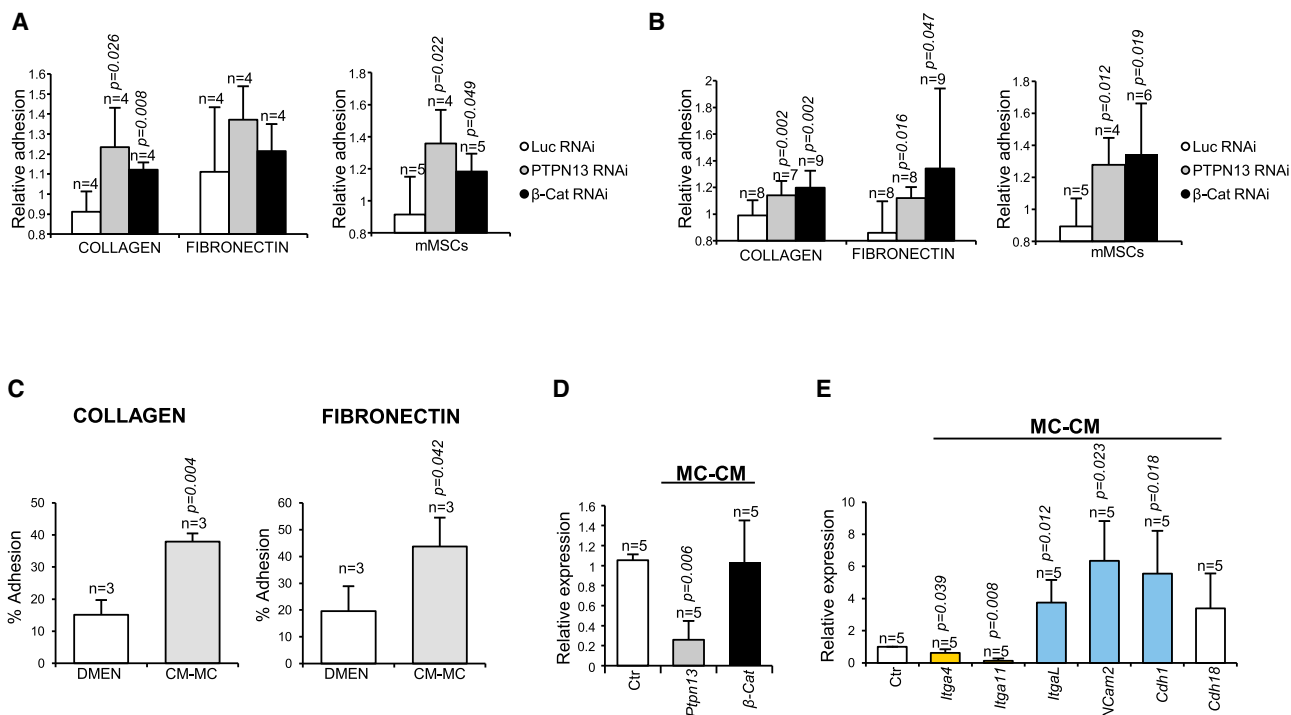 A
Relative adhesion
1.6
1.5
1.4
1.3
1.2
1.1
1
0.9
0.8
n=4
n=4
p=0.026
n=4
p=0.008
n=4
n=4
n=4
COLLAGEN
FIBRONECTIN
Relative adhesion
1.8
1.6
1.4
1.2
1
0.8
n=5
n=4
p=0.022
n=5
p=0.049
mMSCs
Luc RNAi
PTPN13 RNAi
β-Cat RNAi
B
Relative adhesion
2
1.8
1.6
1.4
1.2
1
0.8
n=8
n=7
p=0.002
n=9
p=0.002
n=8
n=8
p=0.016
n=9
p=0.047
COLLAGEN
FIBRONECTIN
Relative adhesion
1.8
1.6
1.4
1.2
1
0.8
n=5
n=4
p=0.012
n=6
p=0.019
mMSCs
Luc RNAi
PTPN13 RNAi
β-Cat RNAi
C
COLLAGEN
% Adhesion
50
40
30
20
10
0
n=3
n=3
p=0.004
DMEN
CM-MC
FIBRONECTIN
% Adhesion
60
50
40
30
20
10
0
n=3
n=3
p=0.042
DMEN
CM-MC
D
MC-CM
Relative expression
1.6
1.4
1.2
1
0.8
0.6
0.4
0.2
0
n=5
n=5
p=0.006
n=5
Ctr
Ptpn13
β-Cat
E
MC-CM
Relative expression
10
8
6
4
2
0
n=5
n=5
p=0.039
n=5
p=0.008
n=5
p=0.012
n=5
p=0.023
n=5
p=0.018
n=5
Ctr
Itga4
Itga11
ItgaL
NCam2
Cdh1
Cdh18